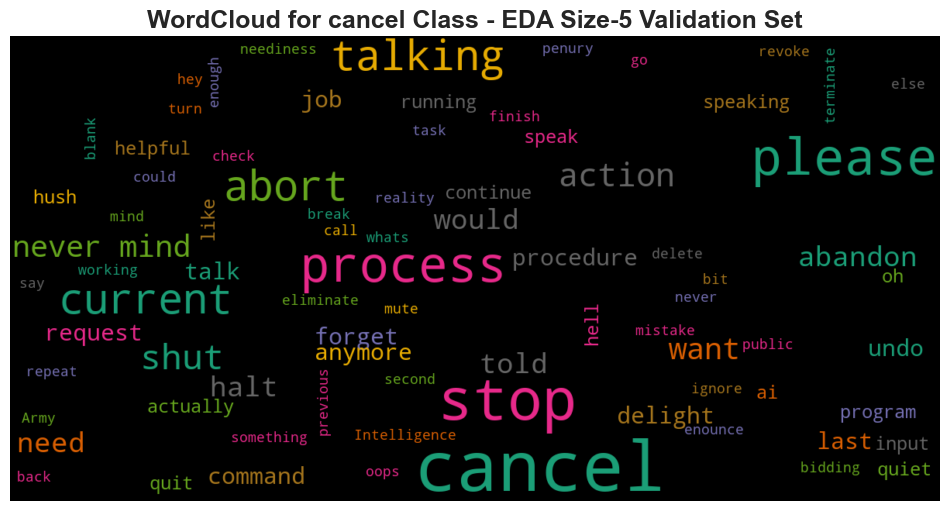 WordCloud for cancel Class - EDA Size-5 Validation Set
neediness
talking
penury
go
revoke
hey
enough
terminate
else
turn
job
running
speaking
finish
blank
task
speak
helpful
check
please
could
abort
action
hush
reality
continue
like
mind
break
would
call
never mind
whats
process
procedure
delete
abandon
working
talk
oh
say
current
eliminate
mute
bit
never
request
forget
hell
mistake
public
shut
anymore
want
undo
told
repeat
halt
previous
second
stop
ignore
ai
Army
actually
delight
program
need
something
Intelligence
enounce
last
input
back
quit
command
oops
cancel
bidding
quiet